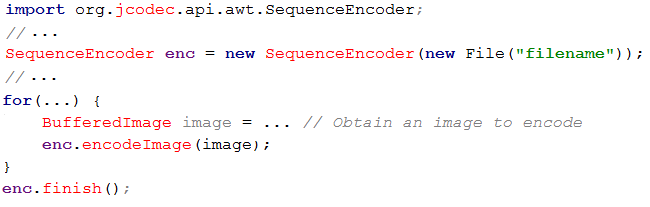 import org.jcodec.api.awt.SequenceEncoder;
// ...
SequenceEncoder enc = new SequenceEncoder(new File("filename"));
// ...
for(...) {
    BufferedImage image = ... // Obtain an image to encode
    enc.encodeImage(image);
}
enc.finish();